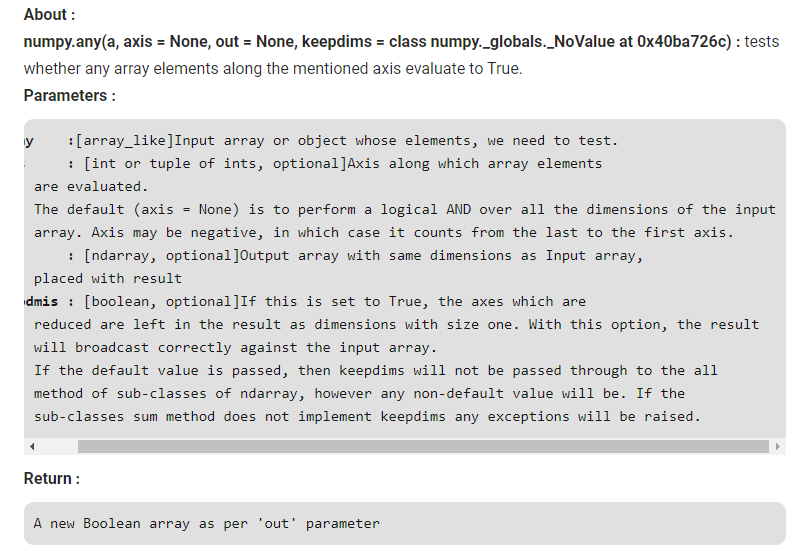 About :
numpy.any(a, axis = None, out = None, keepdims = class numpy._globals._NoValue at 0x40ba726c) : tests
whether any array elements along the mentioned axis evaluate to True.
Parameters :
y :[array_like]Input array or object whose elements, we need to test.
: [int or tuple of ints, optional]Axis along which array elements
are evaluated.
The default (axis = None) is to perform a logical AND over all the dimensions of the input
array. Axis may be negative, in which case it counts from the last to the first axis.
: [ndarray, optional]Output array with same dimensions as Input array,
placed with result
dmis : [boolean, optional]If this is set to True, the axes which are
reduced are left in the result as dimensions with size one. With this option, the result
will broadcast correctly against the input array.
If the default value is passed, then keepdims will not be passed through to the all
method of sub-classes of ndarray, however any non-default value will be. If the
sub-classes sum method does not implement keepdims any exceptions will be raised.
Return :
A new Boolean array as per 'out' parameter